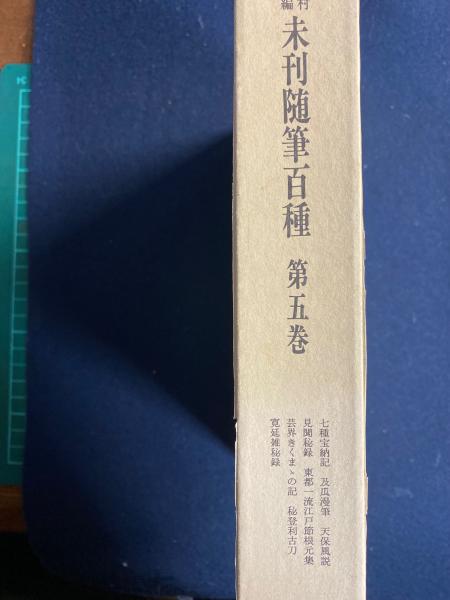 村
編
未刊随筆百種 第五巻
七種宝納記 及瓜漫筆 天保風説
見聞秘録 東都一流江戸節根元集
芸界きくまゝの記 秘登利古刀
寛延雑秘録